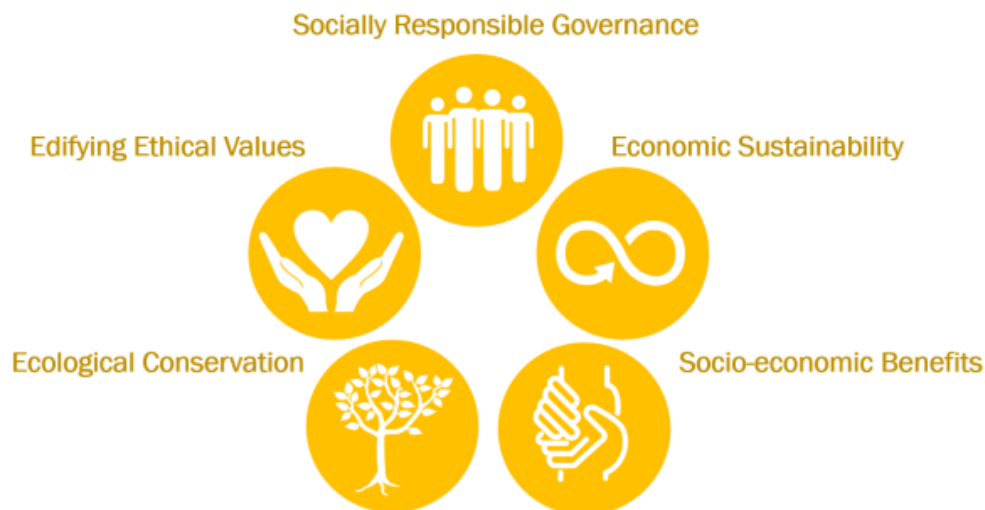 Socially Responsible Governance
Edifying Ethical Values
Economic Sustainability
Ecological Conservation
Socio-economic Benefits